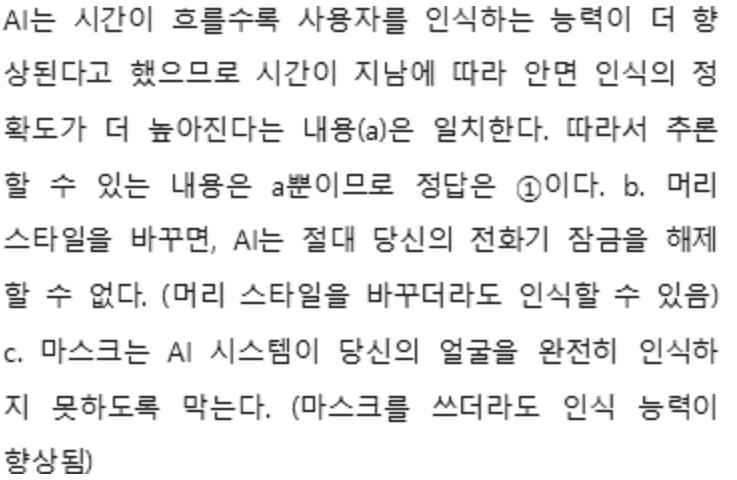 AI는 시간이 흐를수록 사용자를 인식하는 능력이 더 향
상된다고 했으므로 시간이 지남에 따라 안면 인식의 정
확도가 더 높아진다는 내용(a)은 일치한다. 따라서 추론
할 수 있는 내용은 a뿐이므로 정답은 ①이다. b. 머리
스타일을 바꾸면, AI는 절대 당신의 전화기 잠금을 해제
할 수 없다. (머리 스타일을 바꾸더라도 인식할 수 있음)
c. 마스크는 AI 시스템이 당신의 얼굴을 완전히 인식하
지 못하도록 막는다. (마스크를 쓰더라도 인식 능력이
향상됨)